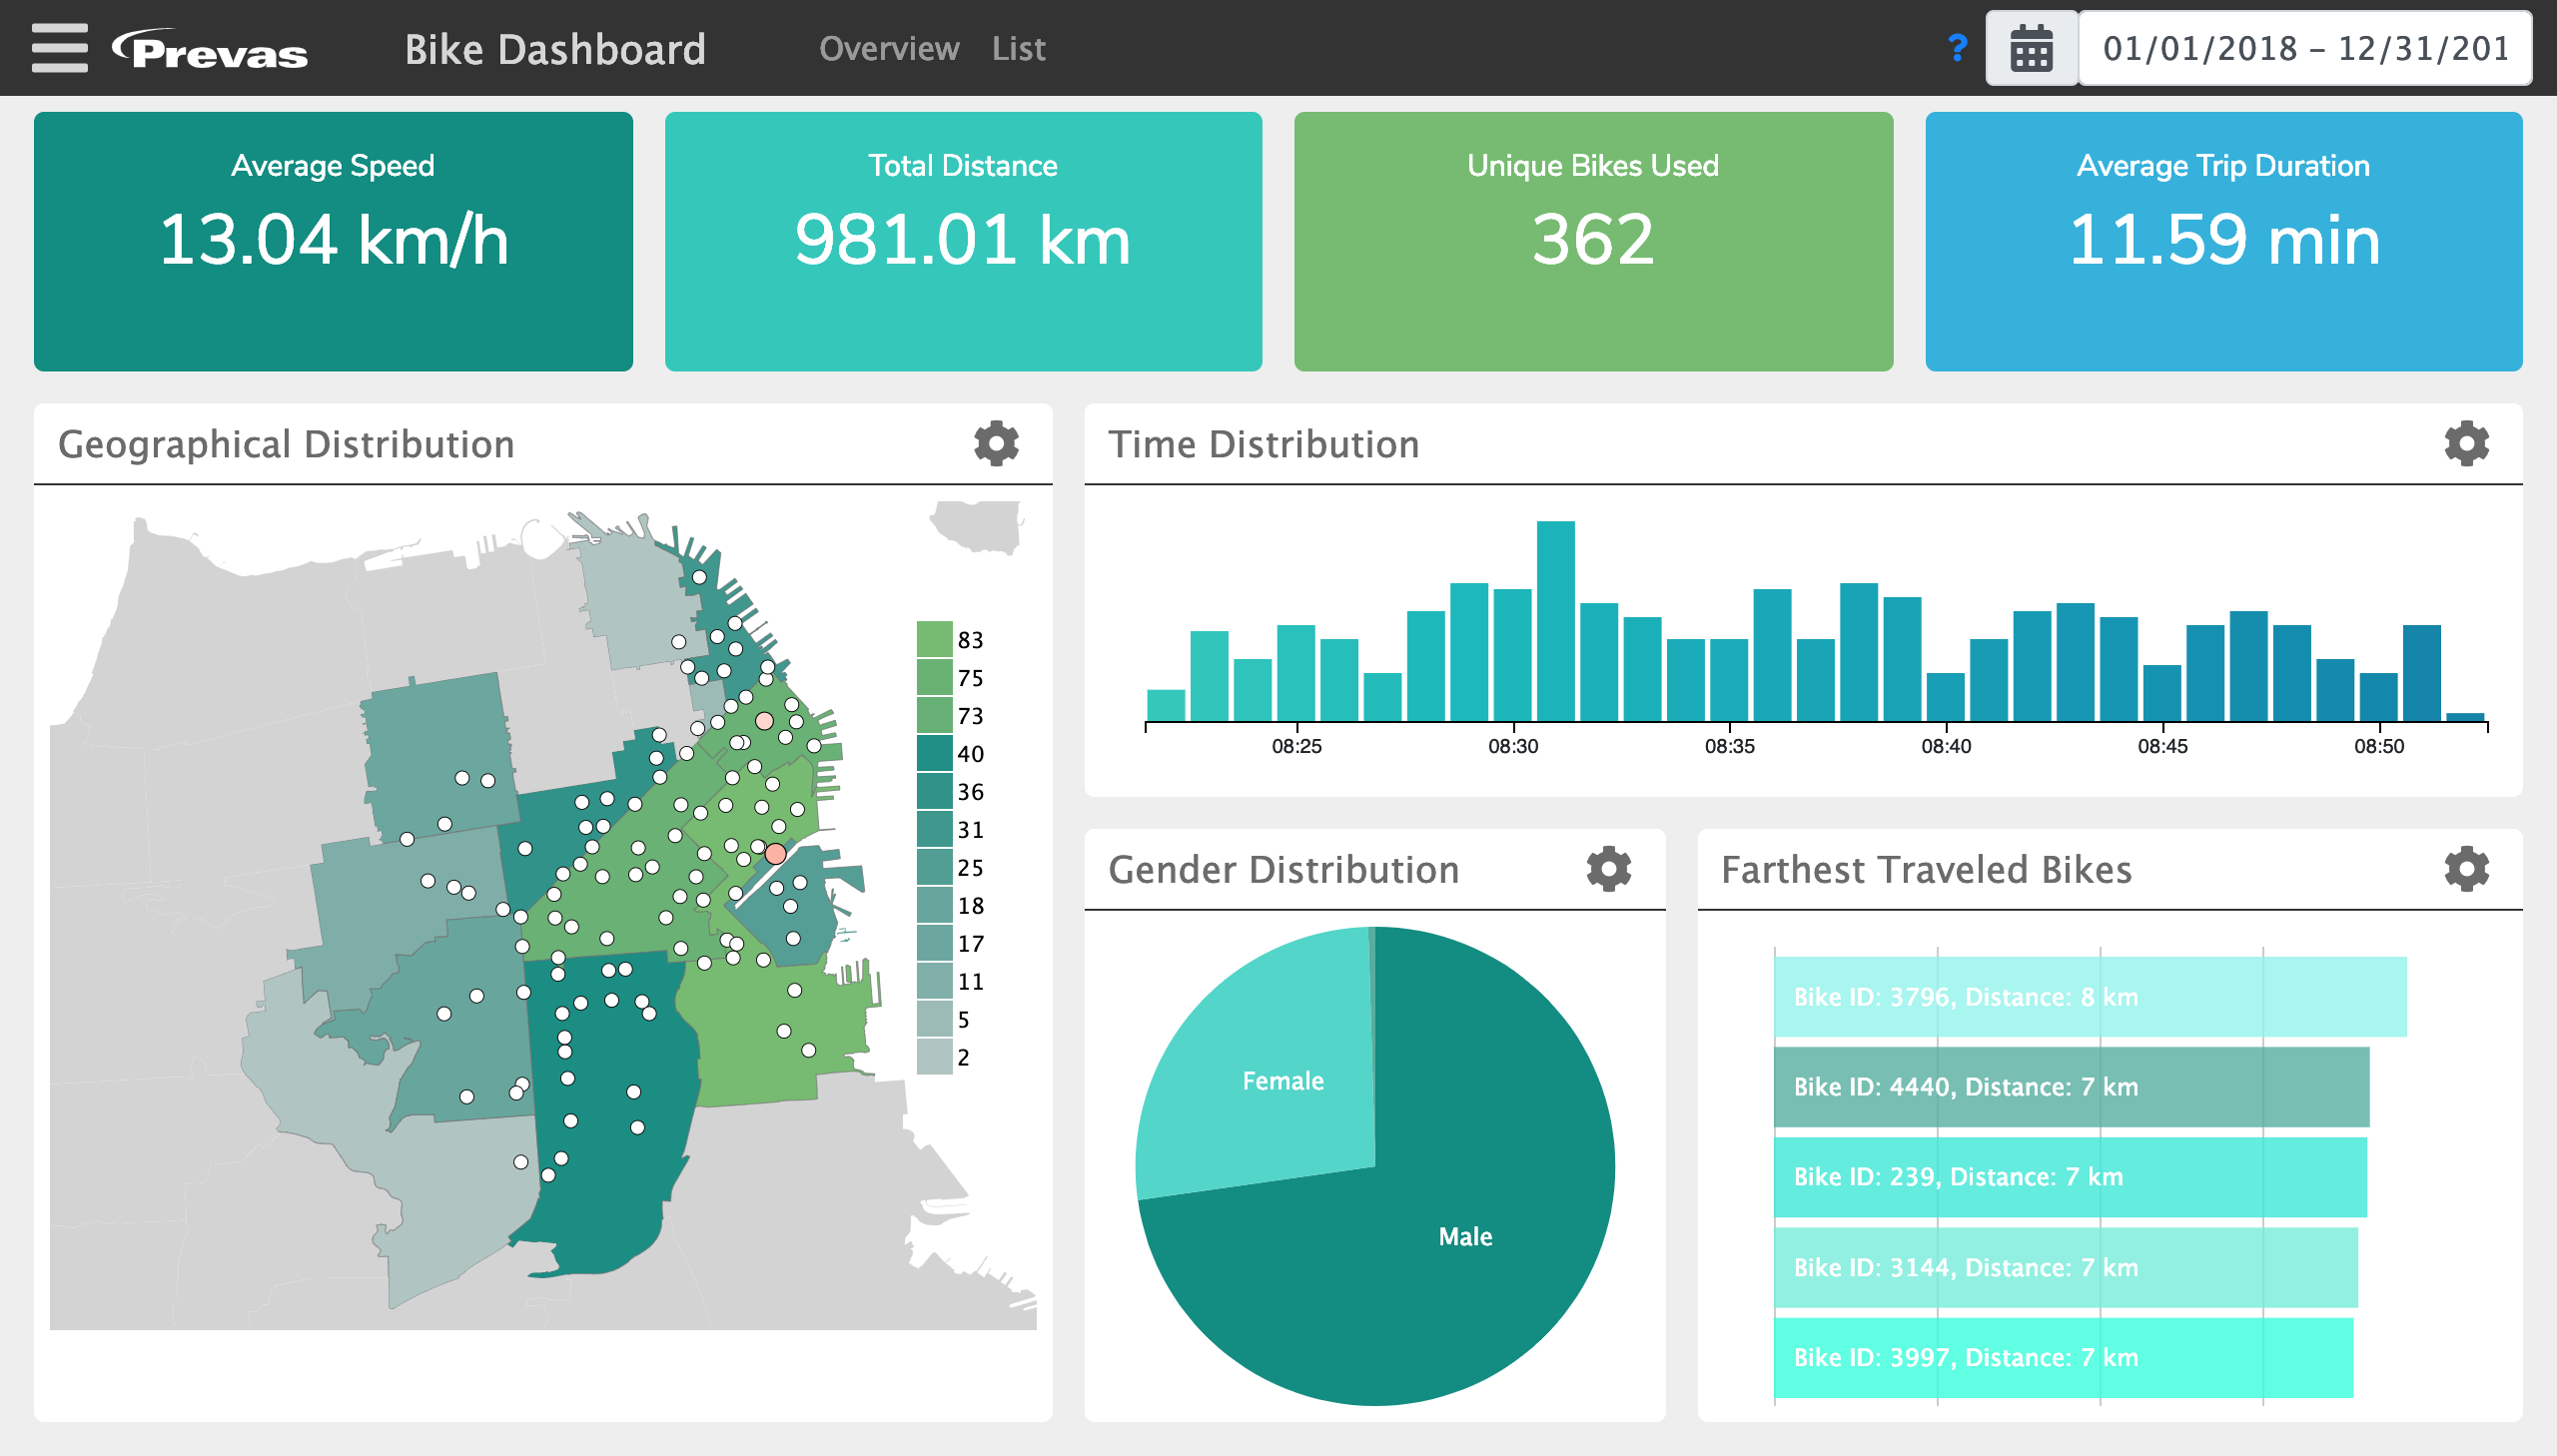 Prevas
Bike Dashboard
Overview
List
?
01/01/2018 - 12/31/201
Average Speed
13.04 km/h
Total Distance
981.01 km
Unique Bikes Used
362
Average Trip Duration
11.59 min
Geographical Distribution
83
75
73
40
36
31
25
18
17
11
5
2
Time Distribution
08:25
08:30
08:35
08:40
08:45
08:50
Gender Distribution
Female
Male
Farthest Traveled Bikes
Bike ID: 3796, Distance: 8 km
Bike ID: 4440, Distance: 7 km
Bike ID: 239, Distance: 7 km
Bike ID: 3144, Distance: 7 km
Bike ID: 3997, Distance: 7 km